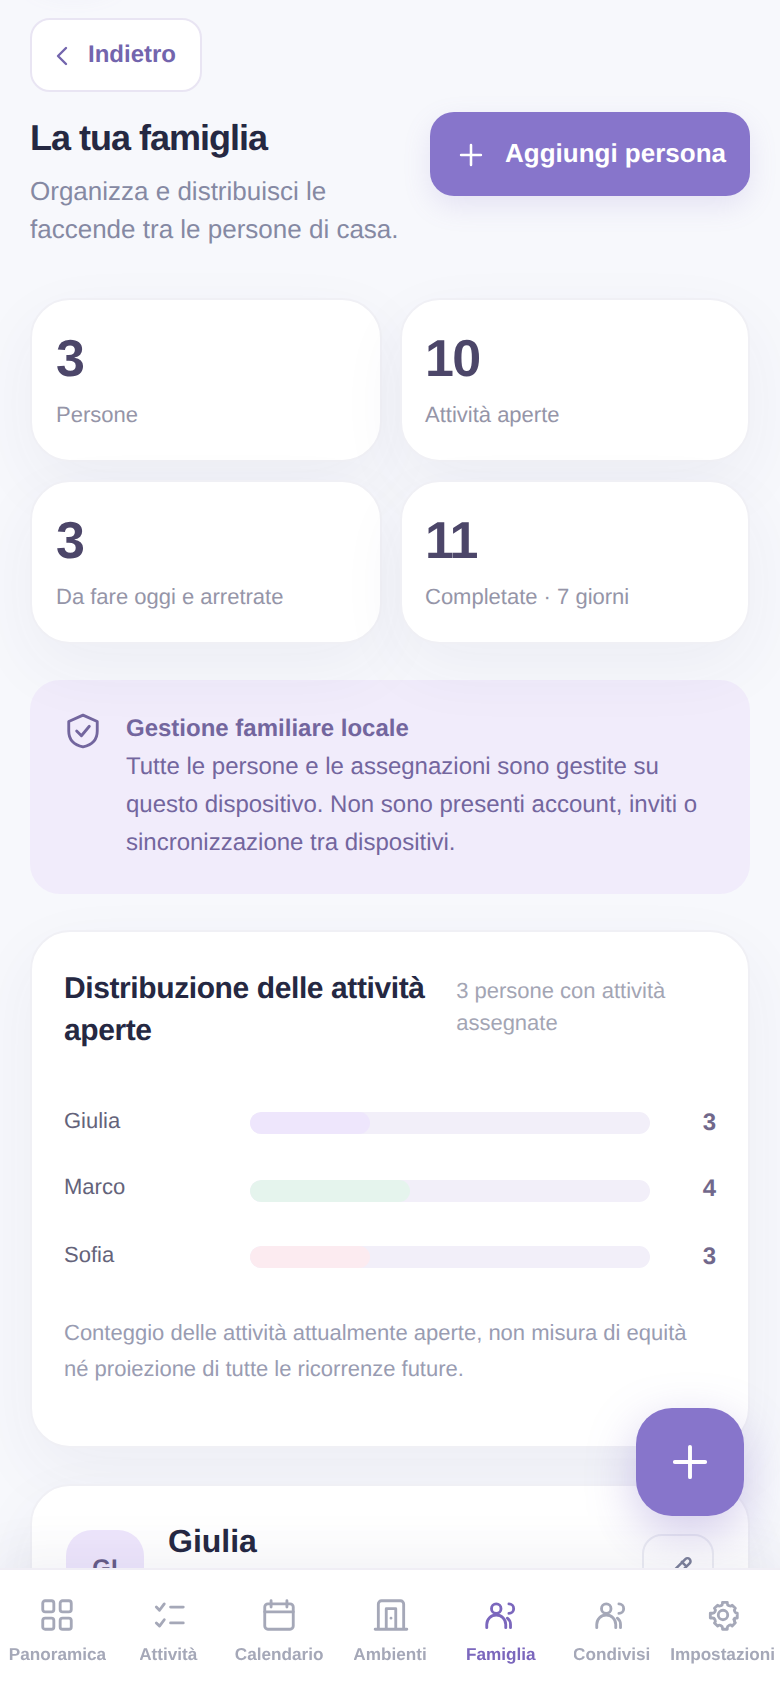 Indietro
La tua famiglia
Aggiungi persona
Organizza e distribuisci le
faccende tra le persone di casa.
3
Persone
10
Attività aperte
3
Da fare oggi e arretrate
11
Completate · 7 giorni
Gestione familiare locale
Tutte le persone e le assegnazioni sono gestite su
questo dispositivo. Non sono presenti account, inviti o
sincronizzazione tra dispositivi.
Distribuzione delle attività
aperte
3 persone con attività
assegnate
Giulia
3
Marco
4
Sofia
3
Conteggio delle attività attualmente aperte, non misura di equità
né proiezione di tutte le ricorrenze future.
GI
Giulia
Panoramica
Attività
Calendario
Ambienti
Famiglia
Condivisi
Impostazioni